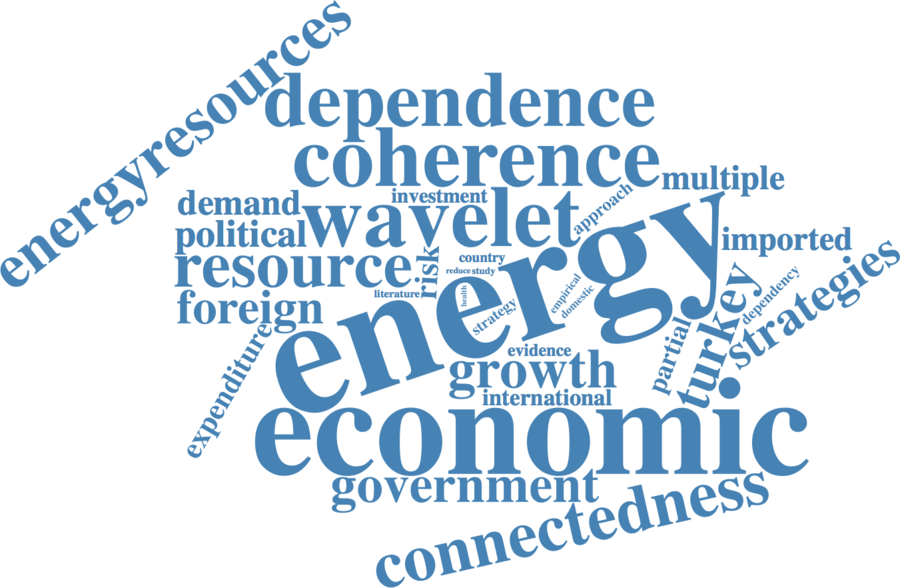 energyresources
dependence
coherence
multiple
investment
demand
wavelet
approach
political
energy
imported
resource
risk
country
reduce study
strategies
foreign
literature
health
strategy
empirical
domestic
dependency
turkey
partial
expenditure
evidence
growth
international
economic
government
connectedness